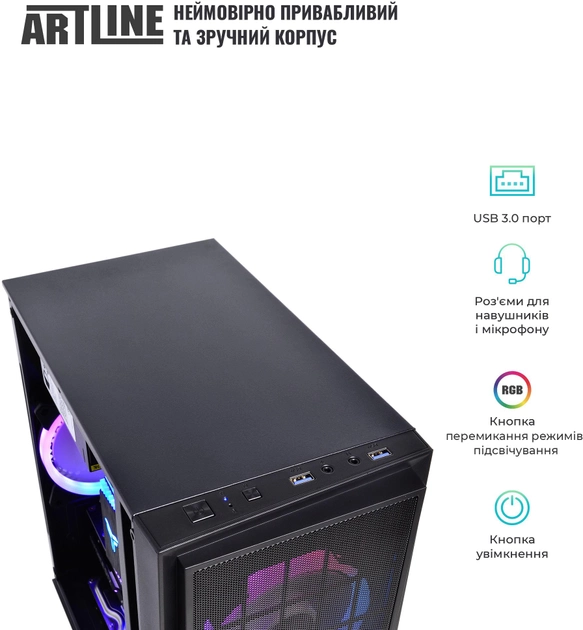 ARTLINE
НЕЙМОВІРНО ПРИВАБЛИВИЙ
ТА ЗРУЧНИЙ КОРПУС
USB 3.0 порт
Роз'єми для
навушників
і мікрофону
RGB
Кнопка
перемикання режимів
підсвічування
Кнопка
увімкнення